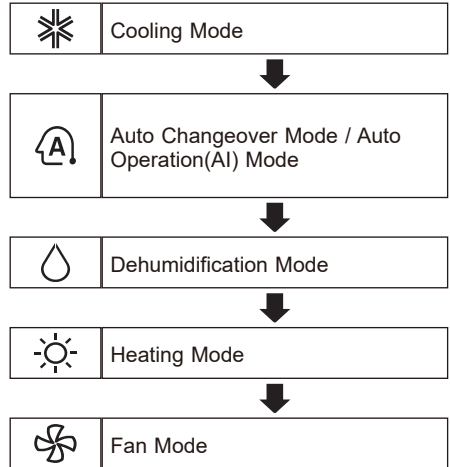 Cooling Mode
A
Auto Changeover Mode / Auto
Operation(AI) Mode
Dehumidification Mode
Heating Mode
Fan Mode